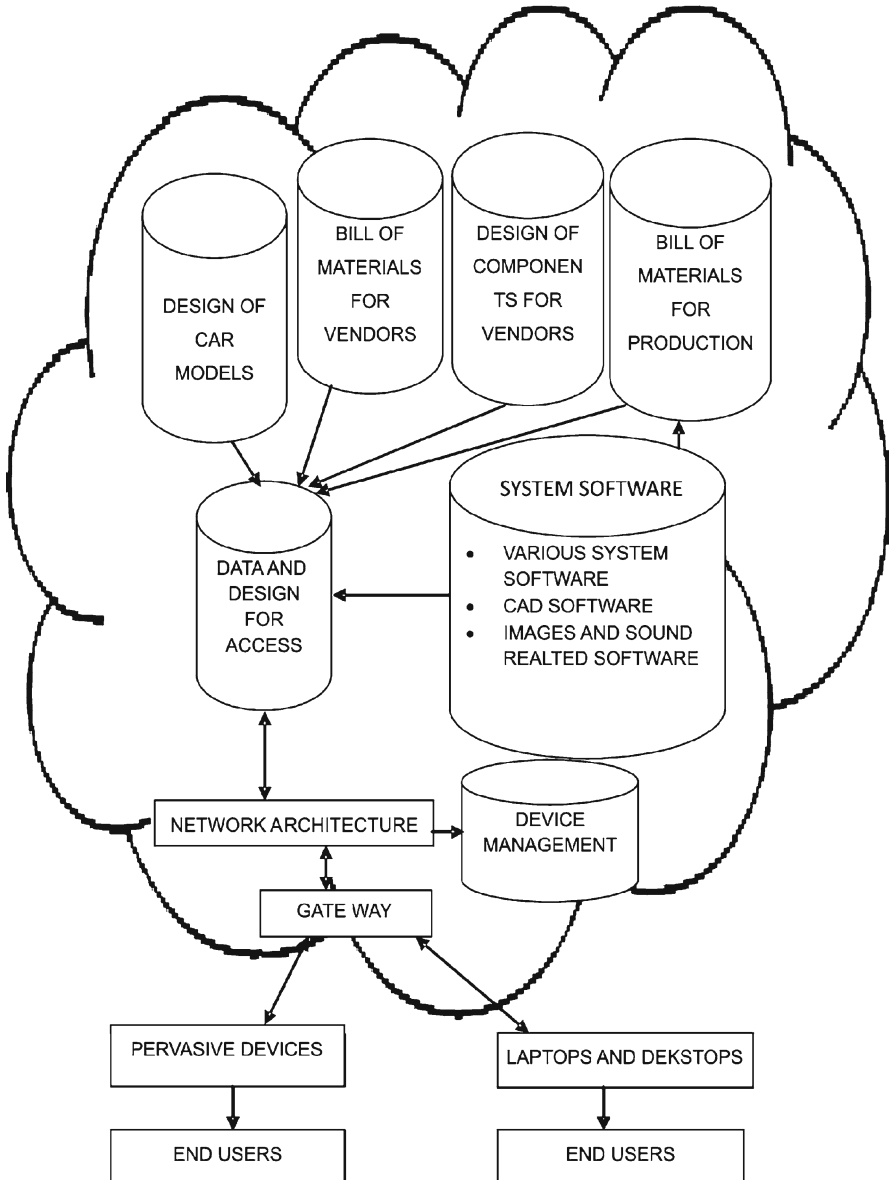 DESIGN OF
CAR
MODELS
BILL OF
MATERIALS
FOR
VENDORS
DESIGN OF
COMPONEN
TS FOR
VENDORS
BILL OF
MATERIALS
FOR
PRODUCTION
SYSTEM SOFTWARE
• VARIOUS SYSTEM
SOFTWARE
• CAD SOFTWARE
• IMAGES AND SOUND
REALTED SOFTWARE
DATA AND
DESIGN
FOR
ACCESS
NETWORK ARCHITECTURE
DEVICE
MANAGEMENT
GATE WAY
PERVASIVE DEVICES
LAPTOPS AND DEKSTOPS
END USERS
END USERS